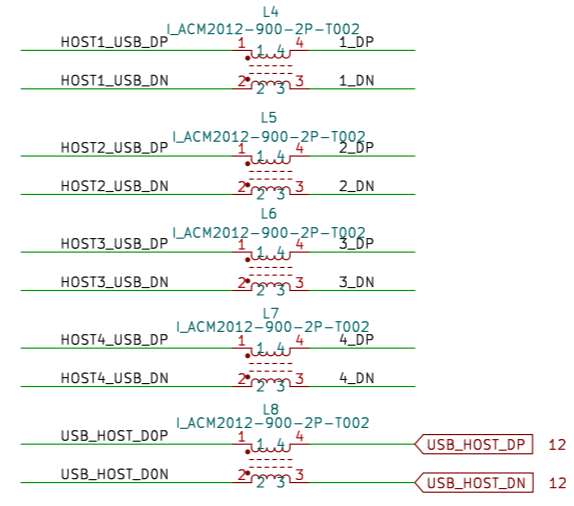 L4
I_ACM2012-900-2P-T002
HOST1_USB_DP 1 1 4 4 1_DP
HOST1_USB_DN 2 2 3 3 1_DN
L5
I_ACM2012-900-2P-T002
HOST2_USB_DP 1 1 4 4 2_DP
HOST2_USB_DN 2 2 3 3 2_DN
L6
I_ACM2012-900-2P-T002
HOST3_USB_DP 1 1 4 4 3_DP
HOST3_USB_DN 2 2 3 3 3_DN
L7
I_ACM2012-900-2P-T002
HOST4_USB_DP 1 1 4 4 4_DP
HOST4_USB_DN 2 2 3 3 4_DN
L8
I_ACM2012-900-2P-T002
USB_HOST_D0P 1 1 4 4 USB_HOST_DP 12
USB_HOST_D0N 2 2 3 3 USB_HOST_DN 12